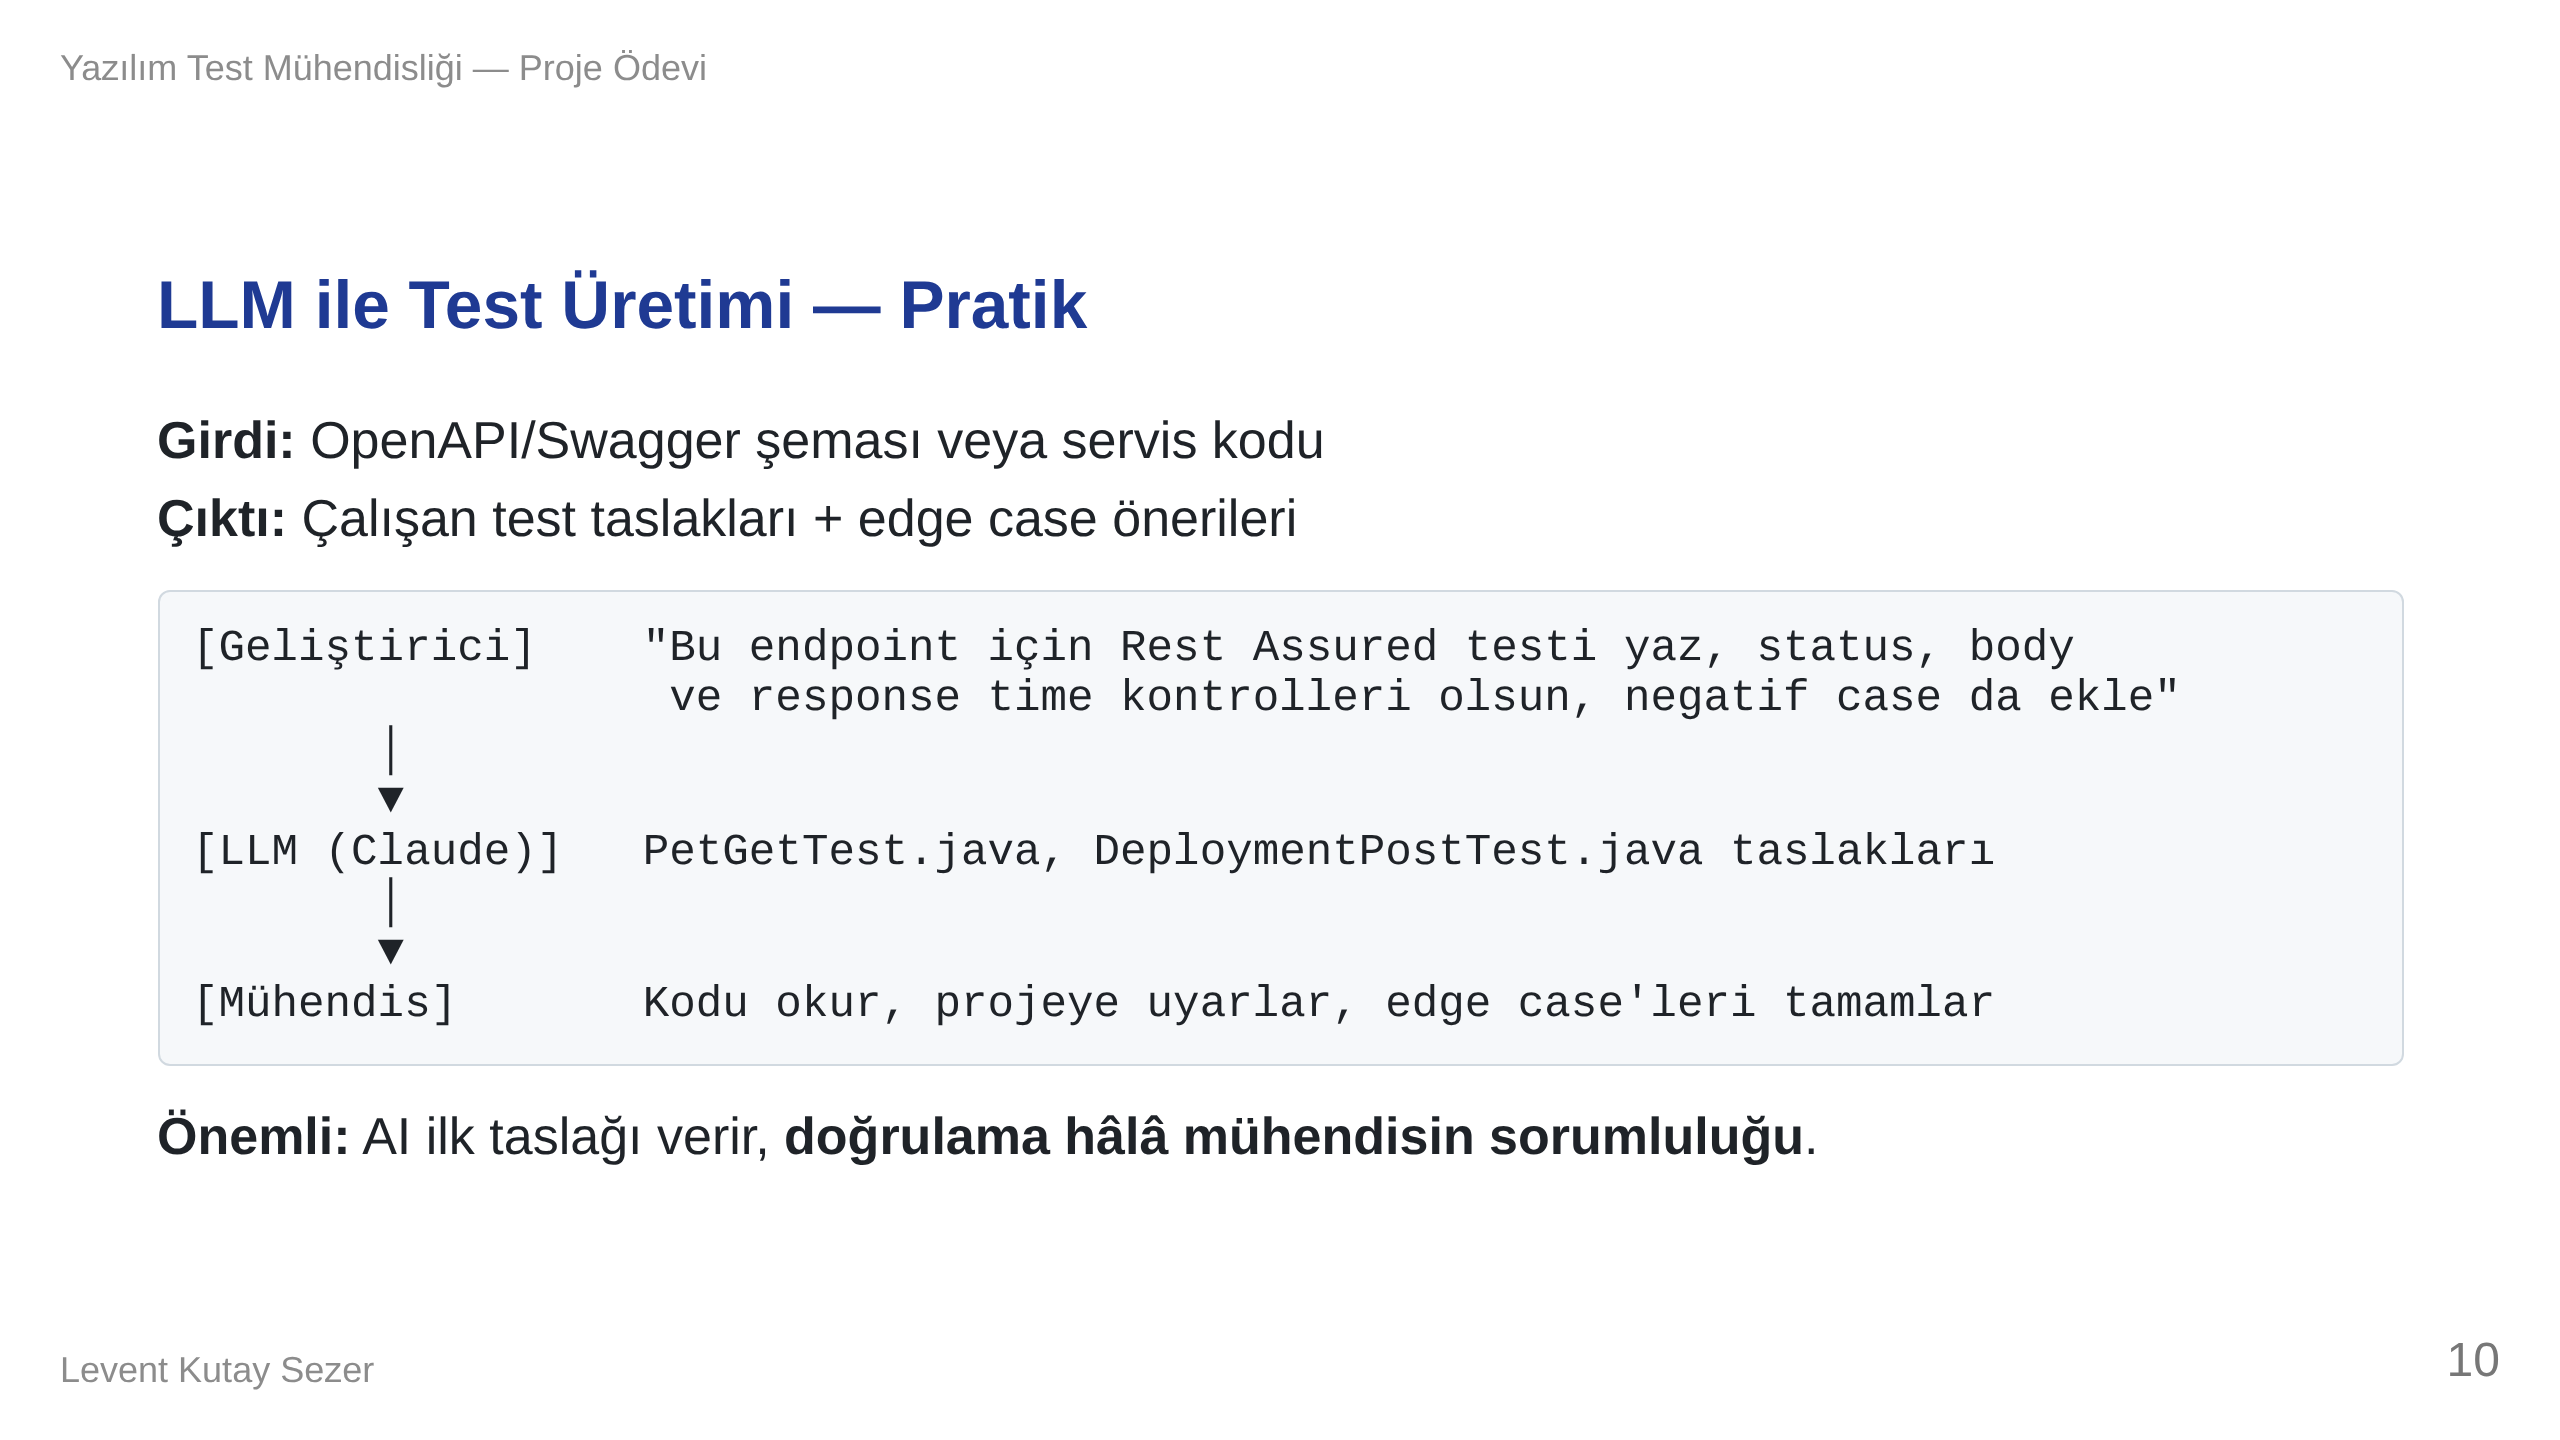 Yazılım Test Mühendisliği — Proje Ödevi
LLM ile Test Üretimi — Pratik
Girdi: OpenAPI/Swagger şeması veya servis kodu
Çıktı: Çalışan test taslakları + edge case önerileri
[Geliştirici]    "Bu endpoint için Rest Assured testi yaz, status, body
ve response time kontrolleri olsun, negatif case da ekle"
│
▼
[LLM (Claude)]   PetGetTest.java, DeploymentPostTest.java taslakları
│
▼
[Mühendis]       Kodu okur, projeye uyarlar, edge case'leri tamamlar
Önemli: AI ilk taslağı verir, doğrulama hâlâ mühendisin sorumluluğu.
Levent Kutay Sezer
10